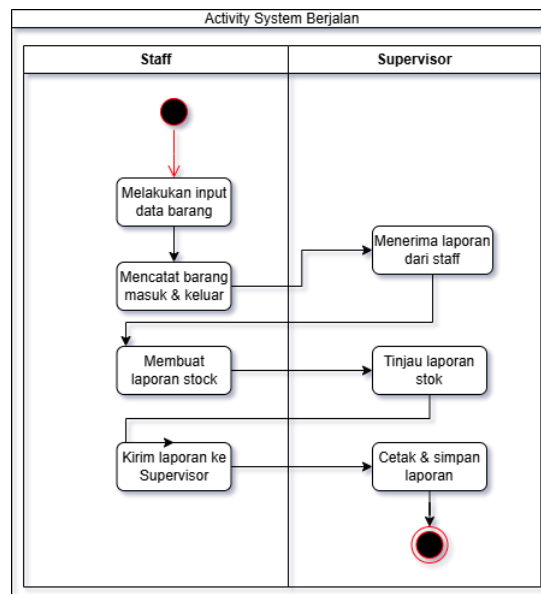 Activity System Berjalan
Staff
Supervisor
Melakukan input
data barang
Mencatat barang
masuk & keluar
Menerima laporan
dari staff
Membuat
laporan stock
Tinjau laporan
stok
Kirim laporan ke
Supervisor
Cetak & simpan
laporan